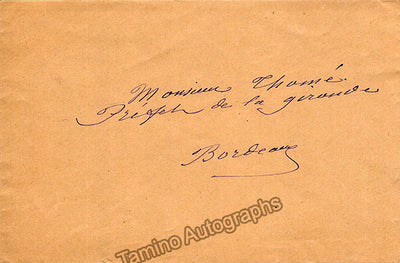 Monsieur Thomé.
Préfet de la gironde
Bordeaux
© Tamino Autographs